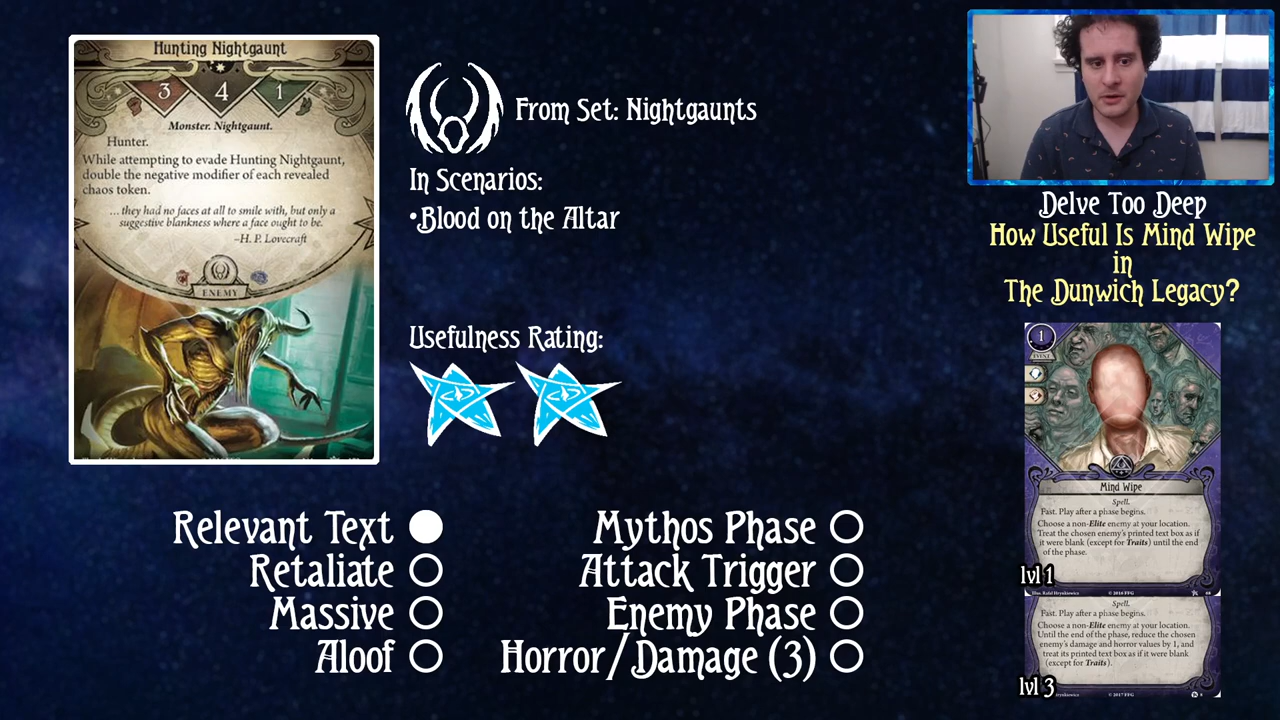 Hunting Nightgaunt
3 4 1
Monster. Nightgaunt.
Hunter.
While attempting to evade Hunting Nightgaunt,
double the negative modifier of each revealed
chaos token.
...they had no faces at all to smile with, but only a
suggestive blankness where a face ought to be.
–H. P. Lovecraft
ENEMY
From Set: Nightgaunts
In Scenarios:
•Blood on the Altar
Usefulness Rating:
Relevant Text
Retaliate
Massive
Aloof
Mythos Phase
Attack Trigger
Enemy Phase
Horror/Damage (3)
Delve Too Deep
How Useful Is Mind Wipe
in
The Dunwich Legacy?
1
EVENT
Mind Wipe
Spell.
Fast. Play after a phase begins.
Choose a non-Elite enemy at your location.
Treat the chosen enemy's printed text box as if
it were blank (except for Traits) until the end
of the phase.
lvl 1
© 2016 FFG
Spell.
Fast. Play after a phase begins.
Choose a non-Elite enemy at your location.
Until the end of the phase, reduce the chosen
enemy's damage and horror values by 1, and
treat its printed text box as if it were blank
(except for Traits).
lvl 3
© 2017 FFG